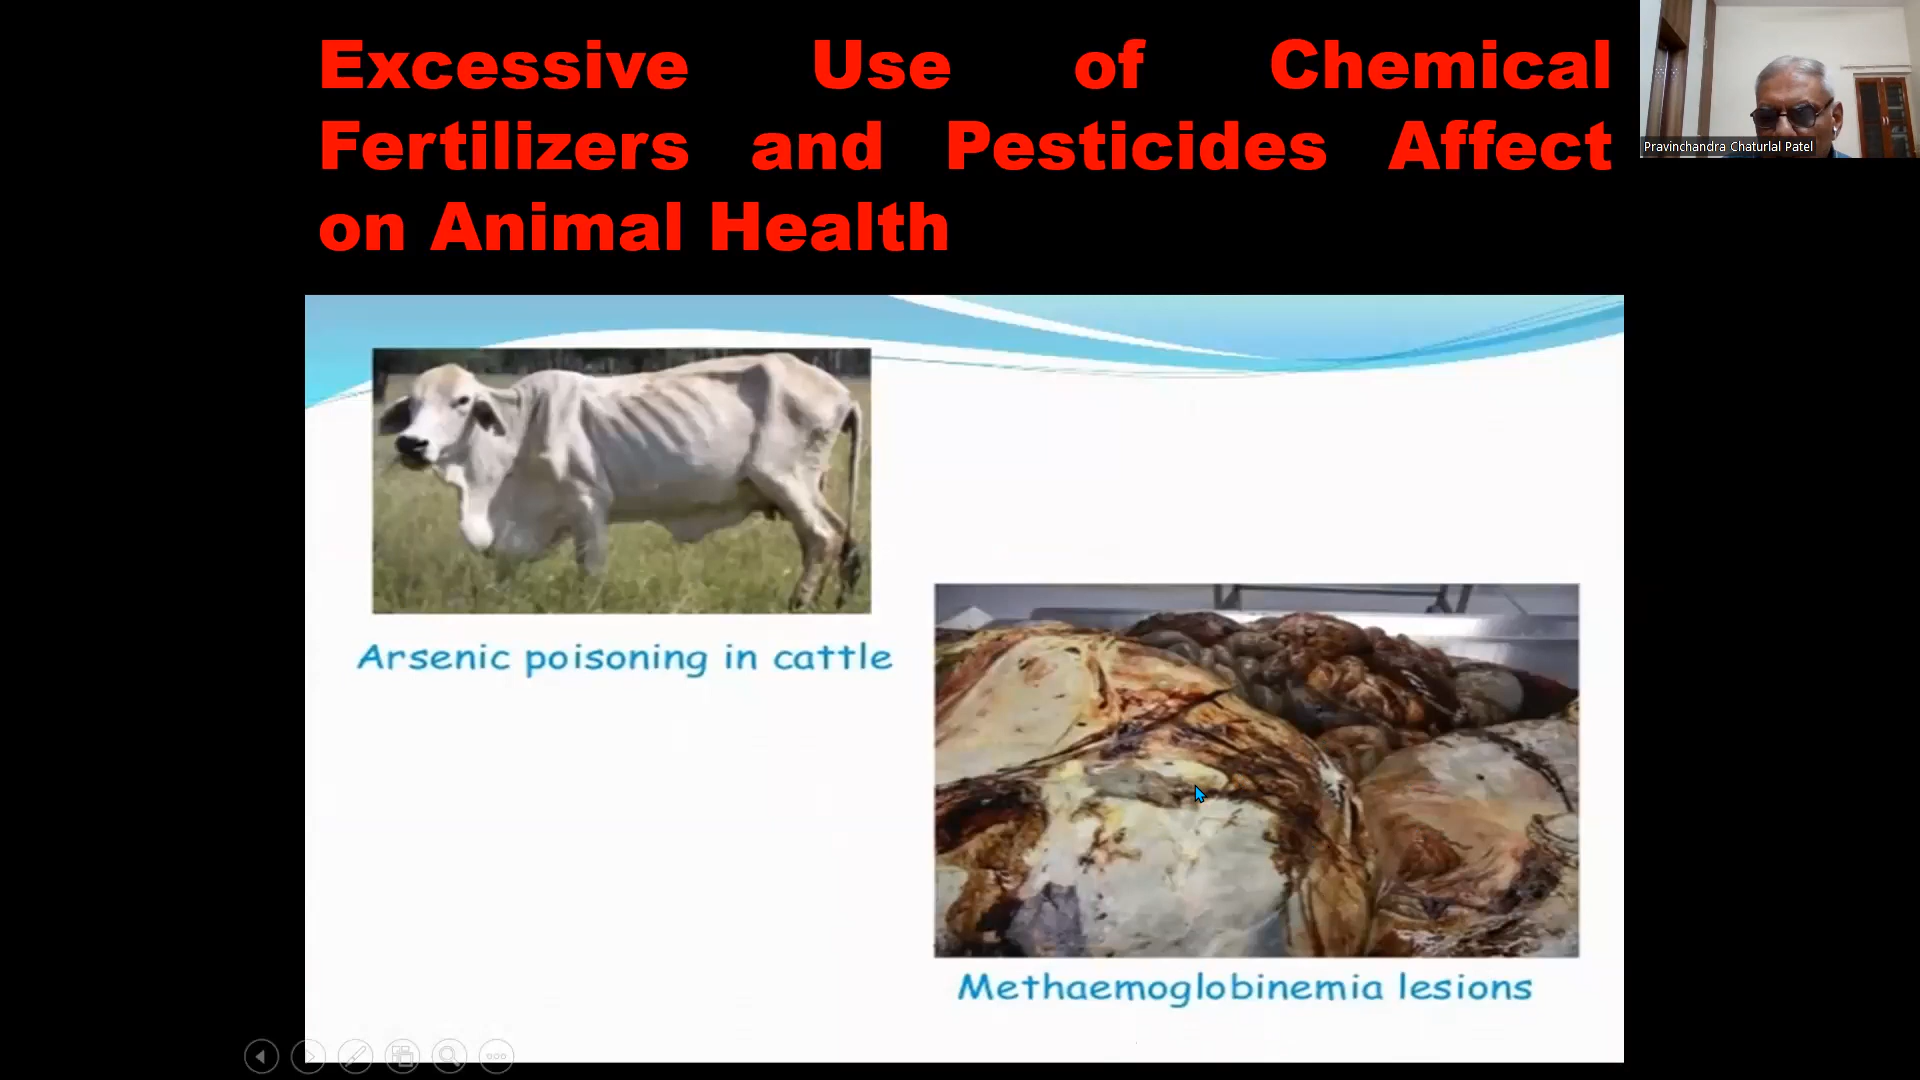 Excessive Use of Chemical
Fertilizers and Pesticides Affect
on Animal Health
Pravinchandra Chaturlal Patel
Arsenic poisoning in cattle
Methaemoglobinemia lesions